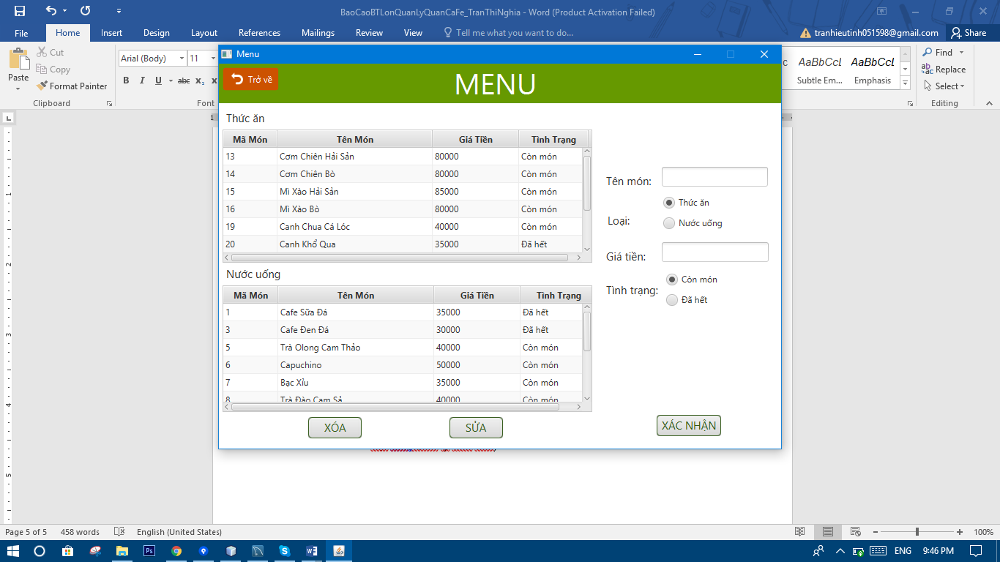 BaoCaoBTLonQuanLyQuanCaFe_TranThiNghia - Word (Product Activation Failed)
File Home Insert Design Layout References Mailings Review View Tell me what you want to do... tranhieutinh051598@gmail.com Share
Paste
Cut
Copy
Format Painter
Clipboard
Arial (Body) 11
B I U abc X₂ X
Font
AaBbCcL AaBbCcL
Subtle Em... Emphasis
Find
Replace
Select
Editing
Menu
Trở về
MENU
Thức ăn
Mã Món Tên Món Giá Tiền Tình Trạng
13 Cơm Chiên Hải Sản 80000 Còn món
14 Cơm Chiên Bò 80000 Còn món
15 Mì Xào Hải Sản 85000 Còn món
16 Mì Xào Bò 80000 Còn món
19 Canh Chua Cá Lóc 40000 Còn món
20 Canh Khổ Qua 35000 Đã hết
Nước uống
Mã Món Tên Món Giá Tiền Tình Trạng
1 Cafe Sữa Đá 35000 Đã hết
3 Cafe Đen Đá 30000 Đã hết
5 Trà Olong Cam Thảo 40000 Còn món
6 Capuchino 50000 Còn món
7 Bạc Xỉu 35000 Còn món
8 Trà Đào Cam Sả 40000 Còn món
XÓA SỬA
Tên món:
Loại:
Thức ăn
Nước uống
Giá tiền:
Tình trạng:
Còn món
Đã hết
XÁC NHẬN
1
2
3
4
5
Page 5 of 5 458 words English (United States) 100%
ENG 9:46 PM